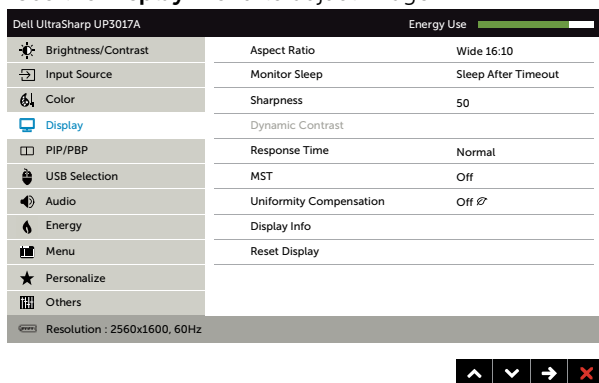 Dell UltraSharp UP3017A Energy Use
Brightness/Contrast
Input Source
Color
Display
PIP/PBP
USB Selection
Audio
Energy
Menu
Personalize
Others
Aspect Ratio Wide 16:10
Monitor Sleep Sleep After Timeout
Sharpness 50
Dynamic Contrast
Response Time Normal
MST Off
Uniformity Compensation Off
Display Info
Reset Display
Resolution : 2560x1600, 60Hz